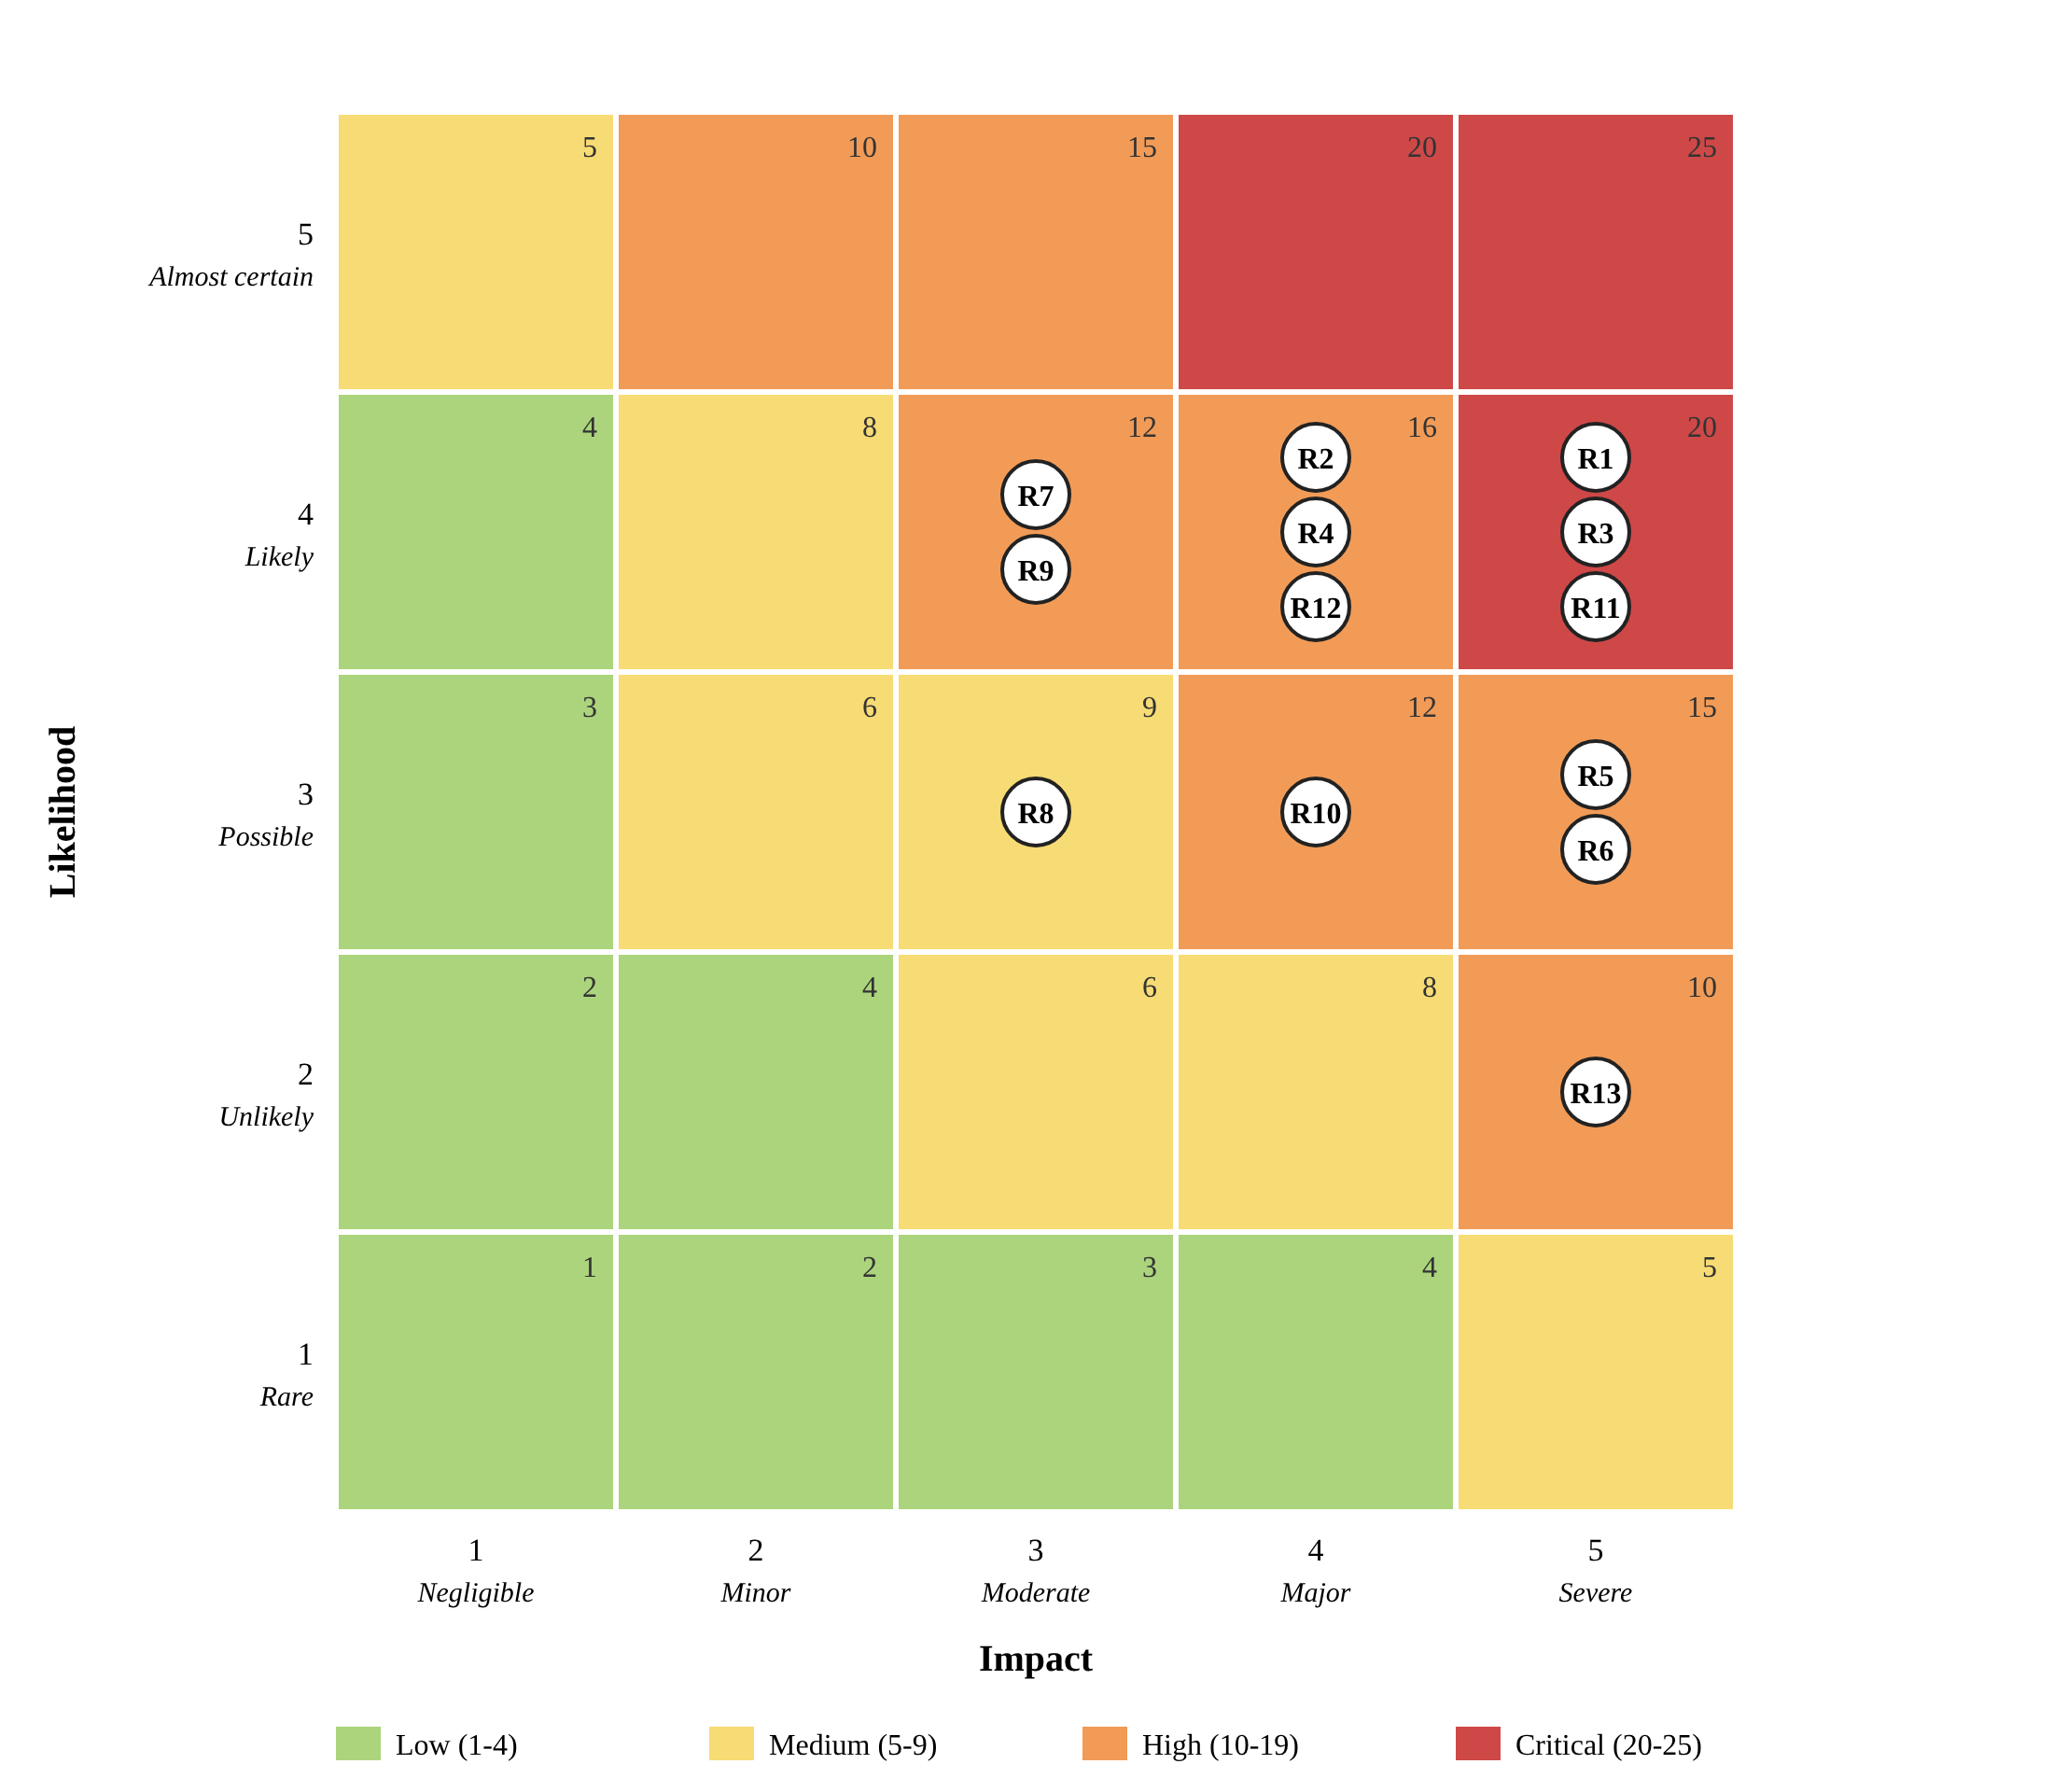 5 10 15 20 25
5
Almost certain
4 8 12 16 20
R2 R1
R7
4
R4 R3
Likely
R9
R12 R11
3 6 9 12 15
Likelihood
R5
3
R8 R10
Possible
R6
2 4 6 8 10
2
R13
Unlikely
1 2 3 4 5
1
Rare
1 2 3 4 5
Negligible Minor Moderate Major Severe
Impact
Low (1-4) Medium (5-9) High (10-19) Critical (20-25)